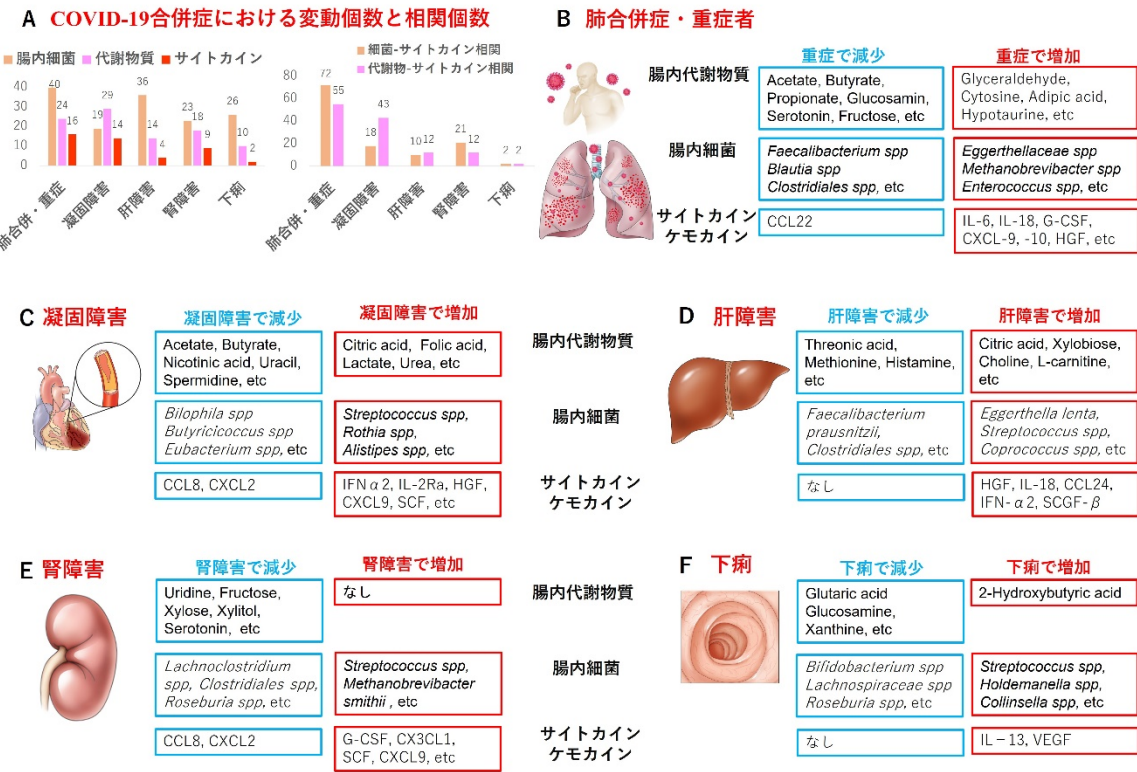 A COVID-19合併症における変動個数と相関個数
腸内細菌 代謝物質 サイトカイン
40
30
20
10
0
40 24 16
19 29 14
36 14 4
23 18 9
26 10 2
肺合併・重症
凝固障害
肝障害
腎障害
下痢
細菌-サイトカイン相関
代謝物-サイトカイン相関
80
60
40
20
0
72 55
18 43
10 12
21 12
2 2
肺合併・重症
凝固障害
肝障害
腎障害
下痢
B 肺合併症・重症者
重症で減少
重症で増加
腸内代謝物質
Acetate, Butyrate,
Propionate, Glucosamin,
Serotonin, Fructose, etc
Glyceraldehyde,
Cytosine, Adipic acid,
Hypotaurine, etc
腸内細菌
Faecalibacterium spp
Blautia spp
Clostridiales spp, etc
Eggerthellaceae spp
Methanobrevibacter spp
Enterococcus spp, etc
サイトカイン
ケモカイン
CCL22
IL-6, IL-18, G-CSF,
CXCL-9, -10, HGF, etc
C 凝固障害
凝固障害で減少
凝固障害で増加
Acetate, Butyrate,
Nicotinic acid, Uracil,
Spermidine, etc
Citric acid, Folic acid,
Lactate, Urea, etc
腸内代謝物質
Bilophila spp
Butyricicoccus spp
Eubacterium spp, etc
Streptococcus spp,
Rothia spp,
Alistipes spp, etc
腸内細菌
CCL8, CXCL2
IFNα2, IL-2Ra, HGF,
CXCL9, SCF, etc
サイトカイン
ケモカイン
D 肝障害
肝障害で減少
肝障害で増加
Threonic acid,
Methionine, Histamine,
etc
Citric acid, Xylobiose,
Choline, L-carnitine,
etc
Faecalibacterium
prausnitzii,
Clostridiales spp, etc
Eggerthella lenta,
Streptococcus spp,
Coprococcus spp, etc
なし
HGF, IL-18, CCL24,
IFN-α2, SCGF-β
E 腎障害
腎障害で減少
腎障害で増加
Uridine, Fructose,
Xylose, Xylitol,
Serotonin, etc
なし
腸内代謝物質
Lachnoclostridium
spp, Clostridiales spp,
Roseburia spp, etc
Streptococcus spp,
Methanobrevibacter
smithii , etc
腸内細菌
CCL8, CXCL2
G-CSF, CX3CL1,
SCF, CXCL9, etc
サイトカイン
ケモカイン
F 下痢
下痢で減少
下痢で増加
Glutaric acid
Glucosamine,
Xanthine, etc
2-Hydroxybutyric acid
Bifidobacterium spp
Lachnospiraceae spp
Roseburia spp, etc
Streptococcus spp,
Holdemanella spp,
Collinsella spp, etc
なし
IL－13, VEGF